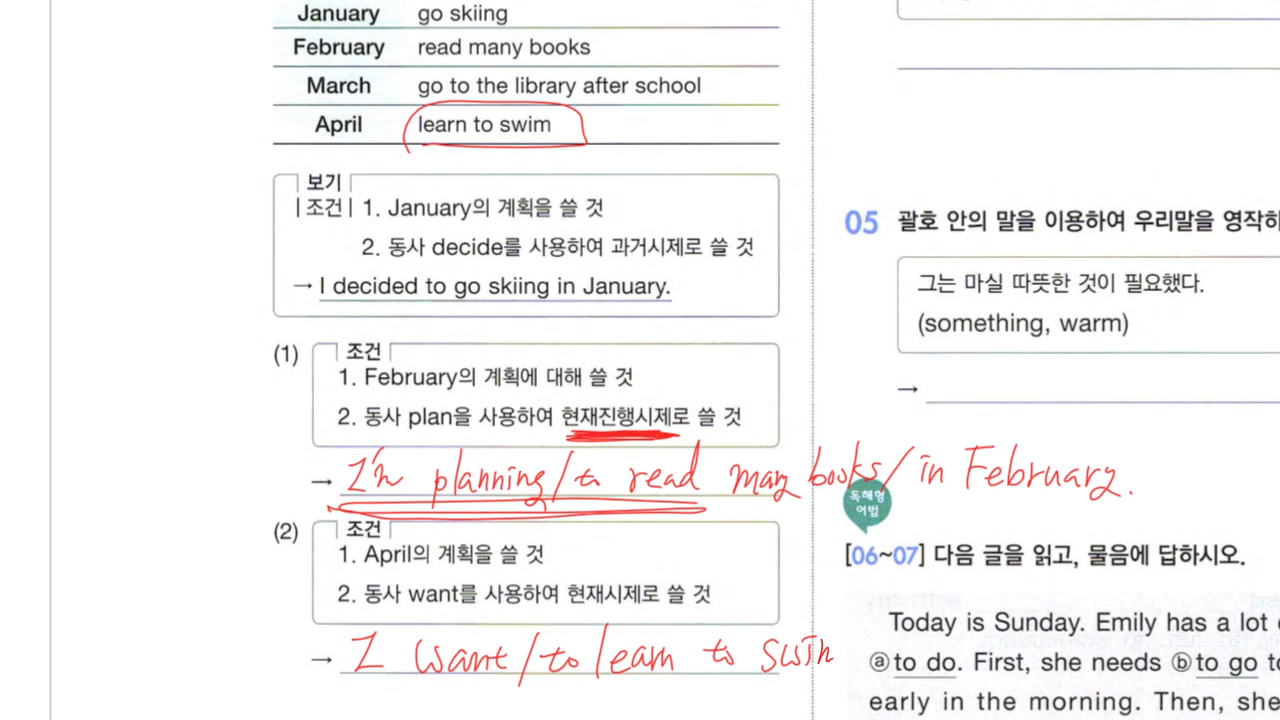 January go skiing
February read many books
March go to the library after school
April learn to swim
보기
|조건| 1. January의 계획을 쓸 것
2. 동사 decide를 사용하여 과거시제로 쓸 것
→ I decided to go skiing in January.
(1) 조건
1. February의 계획에 대해 쓸 것
2. 동사 plan을 사용하여 현재진행시제로 쓸 것
→ I'm planning/to read many books/in February.
(2) 조건
1. April의 계획을 쓸 것
2. 동사 want를 사용하여 현재시제로 쓸 것
→ I want/to learn to swim
05 괄호 안의 말을 이용하여 우리말을 영작하
그는 마실 따뜻한 것이 필요했다.
(something, warm)
→
독해형
어법
[06~07] 다음 글을 읽고, 물음에 답하시오.
Today is Sunday. Emily has a lot
ⓐto do. First, she needs ⓑto go to
early in the morning. Then, she